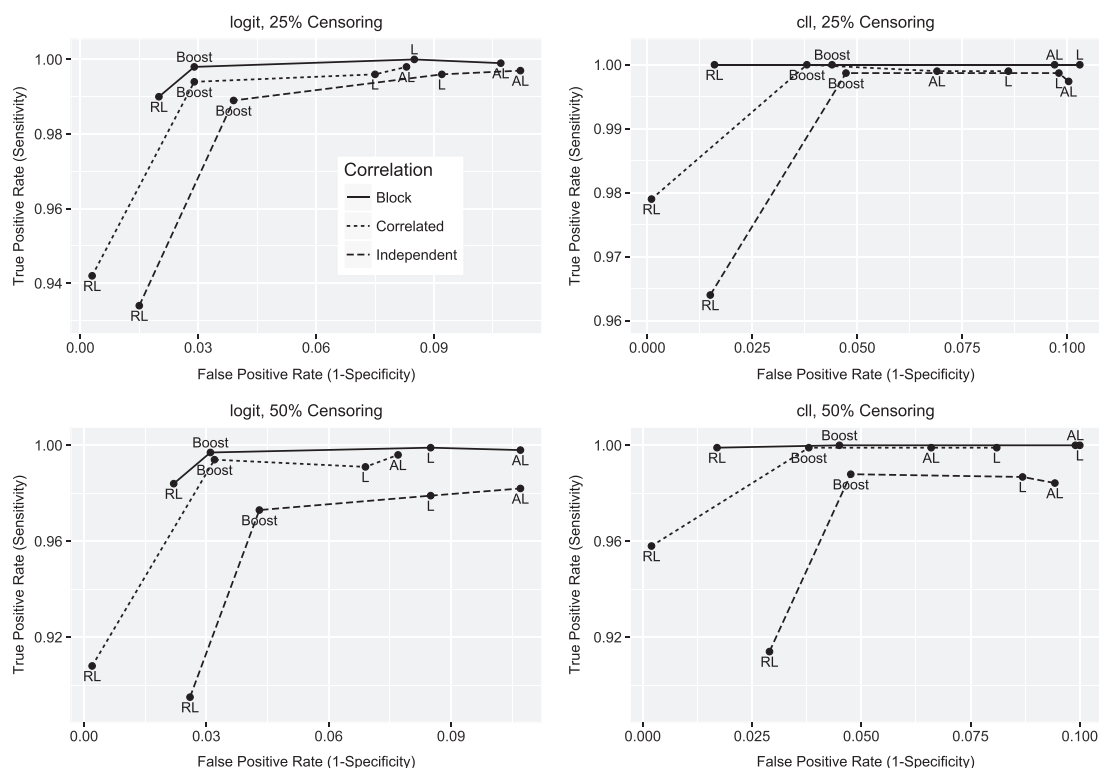 logit, 25% Censoring
True Positive Rate (Sensitivity)
1.00
0.98
0.96
0.94
RL
Boost
L
AL
RL
Boost
L
AL
RL
Boost
L
AL
Correlation
Block
Correlated
Independent
0.00 0.03 0.06 0.09
False Positive Rate (1-Specificity)
cll, 25% Censoring
True Positive Rate (Sensitivity)
1.00
0.99
0.98
0.97
0.96
RL
Boost
AL
L
RL
Boost
AL
L
RL
Boost
L
AL
0.000 0.025 0.050 0.075 0.100
False Positive Rate (1-Specificity)
logit, 50% Censoring
True Positive Rate (Sensitivity)
1.00
0.96
0.92
RL
Boost
L
AL
RL
Boost
L
AL
RL
Boost
L
AL
0.00 0.03 0.06 0.09
False Positive Rate (1-Specificity)
cll, 50% Censoring
True Positive Rate (Sensitivity)
1.00
0.96
0.92
RL
Boost
AL
L
RL
Boost
AL
L
RL
Boost
L
AL
0.000 0.025 0.050 0.075 0.100
False Positive Rate (1-Specificity)